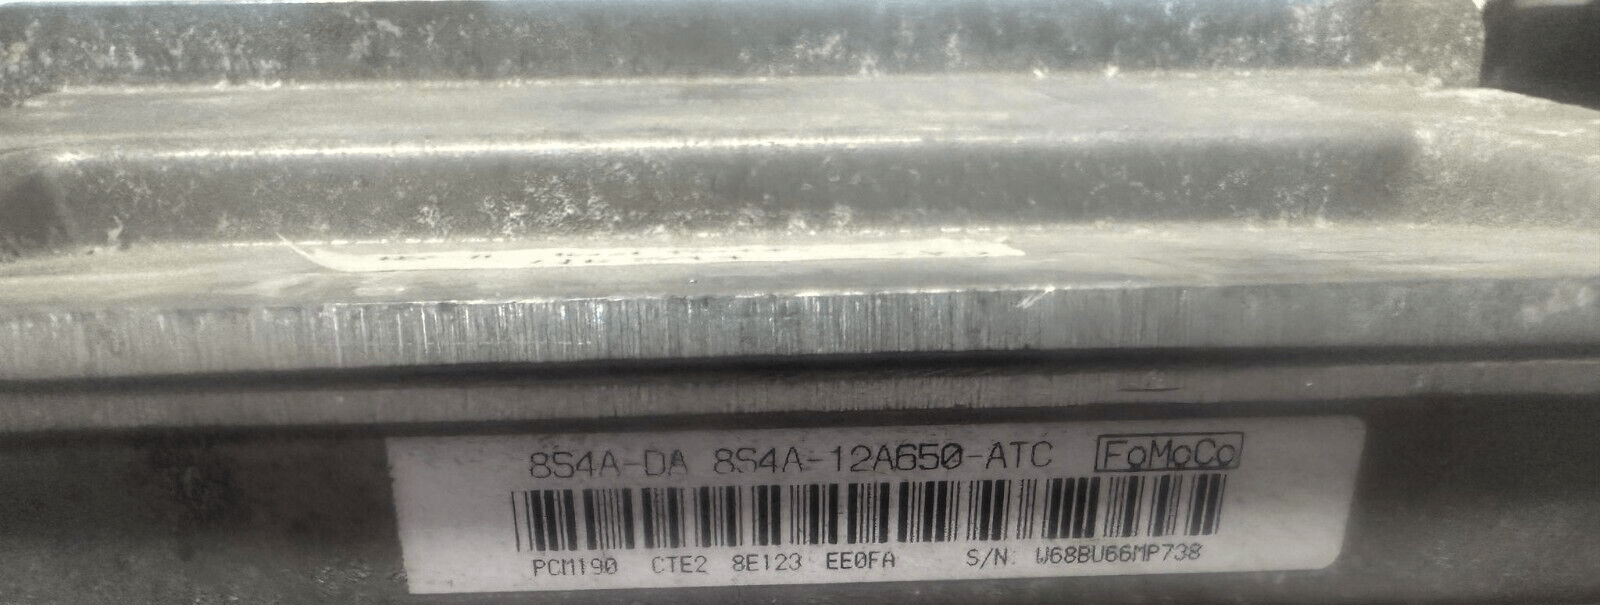 8S4A-DA 8S4A-12A650-ATC FoMoCo
PCM190 CTE2 8E123 EE0FA S/N: W68BU66MP738